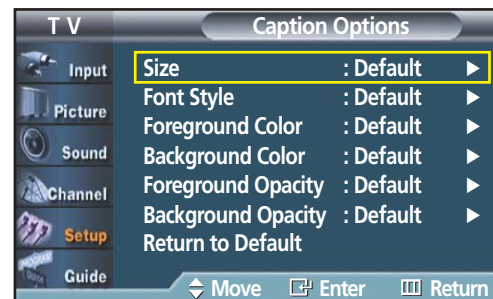 T V
Caption Options
Input
Picture
Sound
Channel
Setup
Guide
Size : Default
Font Style : Default
Foreground Color : Default
Background Color : Default
Foreground Opacity : Default
Background Opacity : Default
Return to Default
Move Enter Return